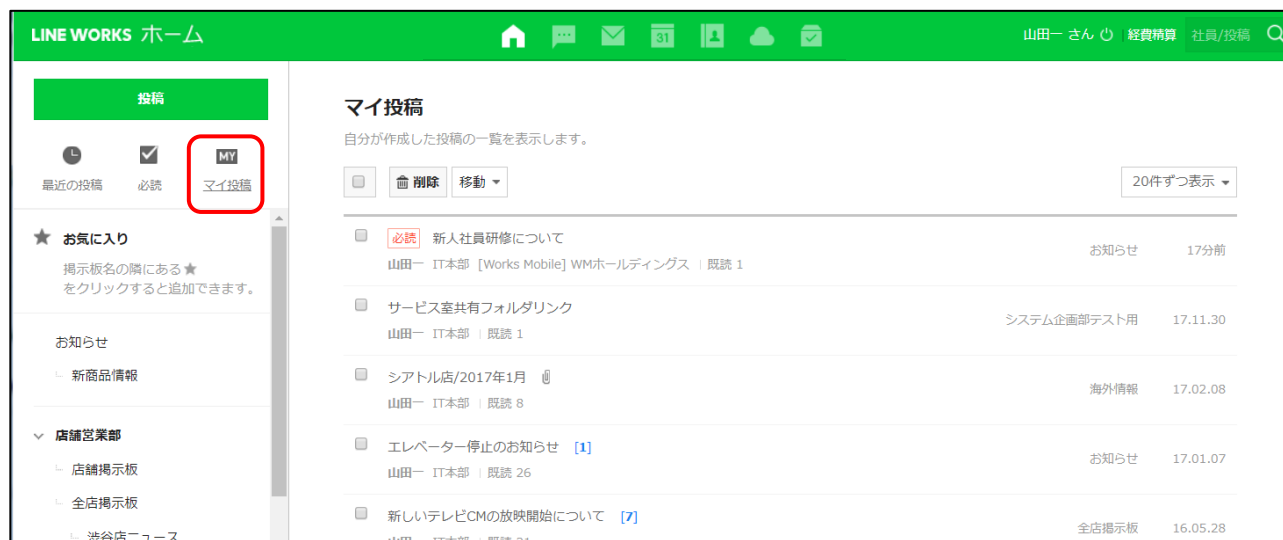 LINE WORKS ホーム
31
山田一 さん 経費精算 社員/投稿
投稿
最近の投稿 必読 MY マイ投稿
お気に入り
掲示板名の隣にある★
をクリックすると追加できます。
お知らせ
新商品情報
店舗営業部
店舗掲示板
全店掲示板
渋谷店ニュース
マイ投稿
自分が作成した投稿の一覧を表示します。
削除 移動 20件ずつ表示
必読 新人社員研修について
山田一 IT本部 [Works Mobile] WMホールディングス | 既読 1
お知らせ 17分前
サービス室共有フォルダリンク
山田一 IT本部 | 既読 1
システム企画部テスト用 17.11.30
シアトル店/2017年1月
山田一 IT本部 | 既読 8
海外情報 17.02.08
エレベーター停止のお知らせ [1]
山田一 IT本部 | 既読 26
お知らせ 17.01.07
新しいテレビCMの放映開始について [7]
全店掲示板 16.05.28